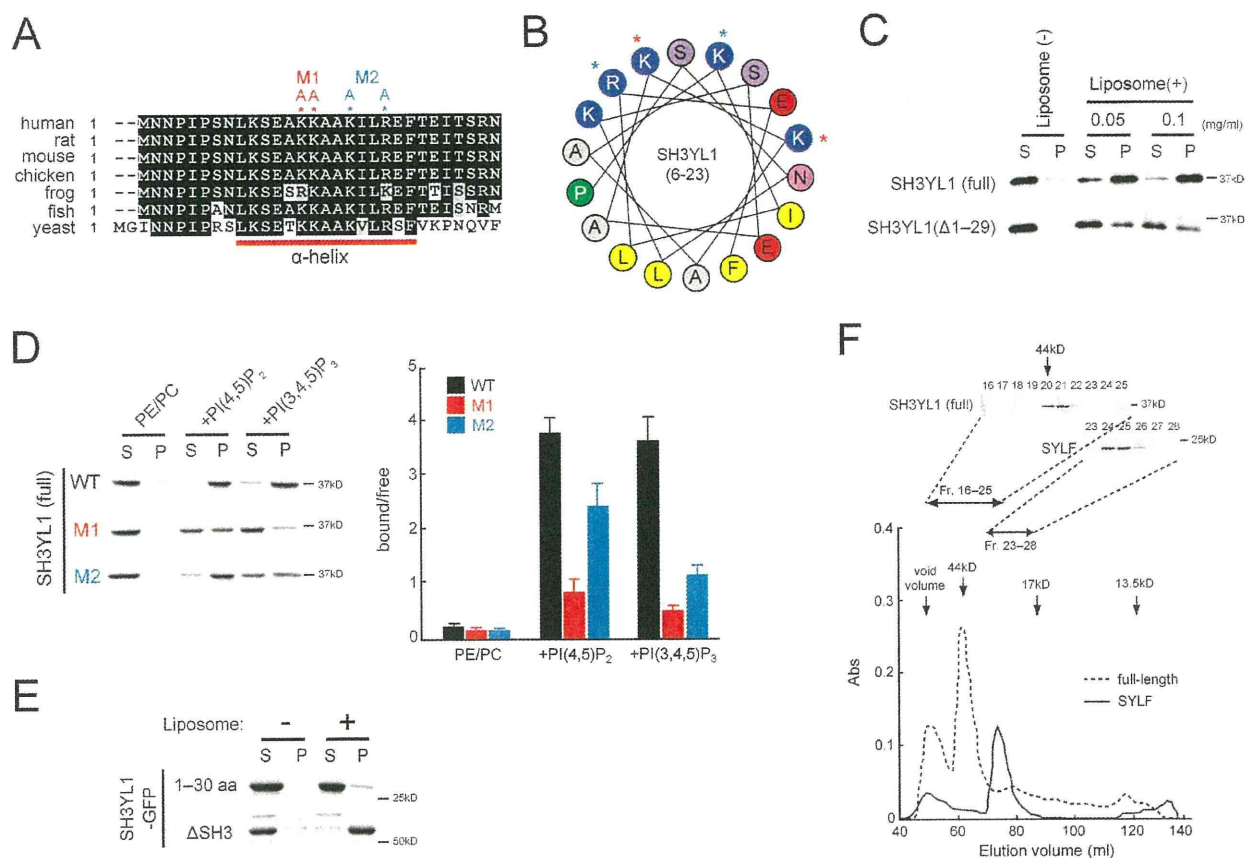 A
M1 M2
AA A A
** * *
human 1 --MNNPIPSNLKSEAKKAAKILREFTEITSRN
rat 1 --MNNPIPSNLKSEAKKAAKILREFTEITSRN
mouse 1 --MNNPIPSNLKSEAKKAAKILREFTEITSRN
chicken 1 --MNNPIPSNLKSEAKKAAKILREFTEITSRN
frog 1 --MNNPIPSNLKSESRKAAKILKEFTTISSRN
fish 1 --MNNPIPANLKSEAKKAAKILREFTEISNRM
yeast 1 MGINNPIPRSLKSETKKAAKVLRSFVKPNQVF
α-helix
B
* * *
K S K
R S
K E
A K *
SH3YL1
(6-23)
P N
A I
L E
L A F
C
Liposome (-)
Liposome(+)
0.05 0.1 (mg/ml)
S P S P S P
SH3YL1 (full) 37kD
SH3YL1(Δ1–29) 37kD
D
PE/PC +PI(4,5)P2 +PI(3,4,5)P3
S P S P S P
SH3YL1 (full)
WT 37kD
M1 37kD
M2 37kD
bound/free
5
4
3
2
1
0
WT
M1
M2
PE/PC +PI(4,5)P2 +PI(3,4,5)P3
E
Liposome: - +
S P S P
SH3YL1
-GFP
1–30 aa 25kD
ΔSH3 50kD
F
44kD
16 17 18 19 20 21 22 23 24 25
SH3YL1 (full) 37kD
23 24 25 26 27 28
SYLF 25kD
Fr. 16–25
Fr. 23–28
void
volume
44kD
17kD
13.5kD
Abs
0.4
0.3
0.2
0.1
0
full-length
SYLF
40 60 80 100 120 140
Elution volume (ml)